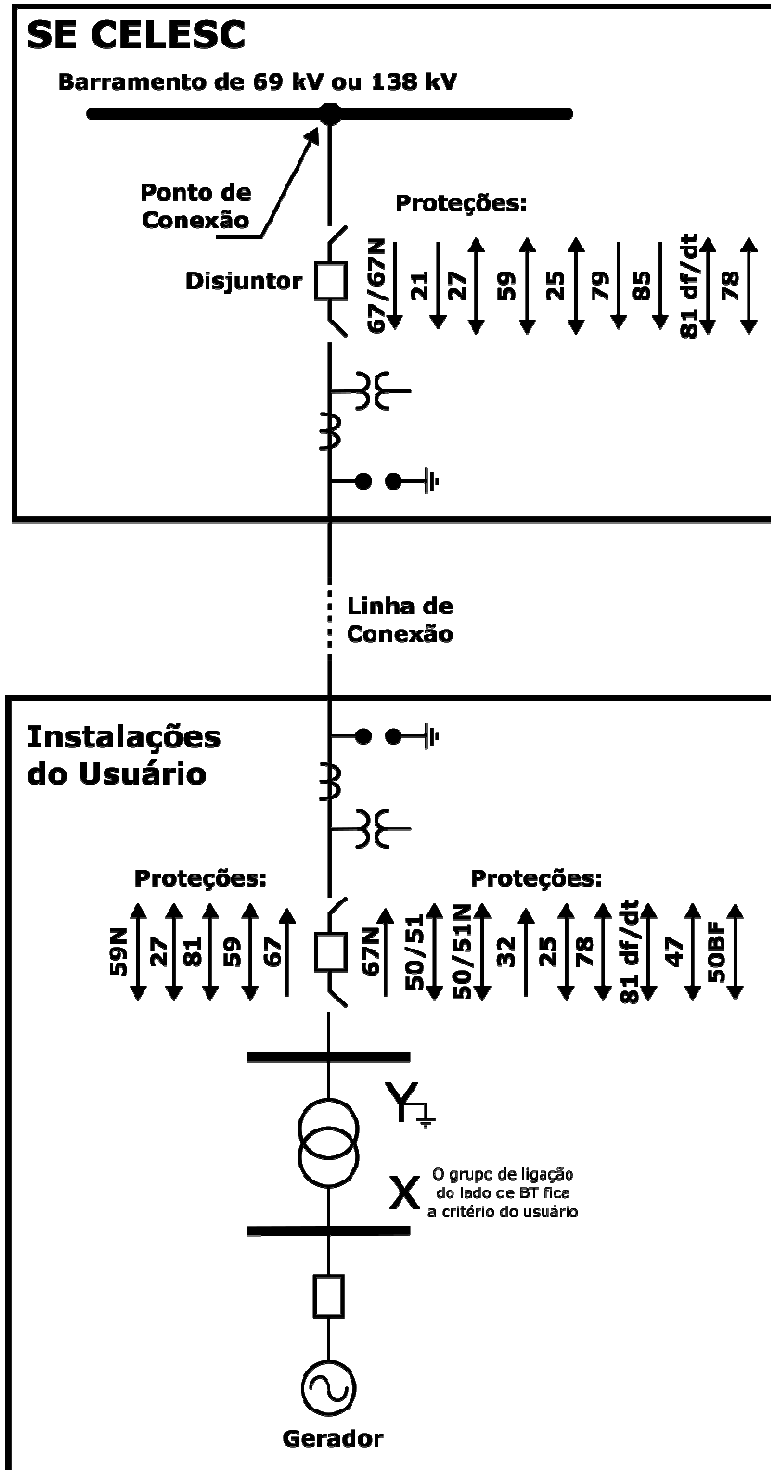 SE CELESC
Barramento de 69 kV ou 138 kV
Ponto de
Conexão
Proteções:
Disjuntor
67/67N
21
27
59
25
79
85
81 df/dt
78
Linha de
Conexão
Instalações
do Usuário
Proteções:
Proteções:
59N
27
81
59
67
67N
50/51
50/51N
32
25
78
81 df/dt
47
50BF
Y
X
O grupo de ligação
do lado de BT fica
a critério do usuário
Gerador